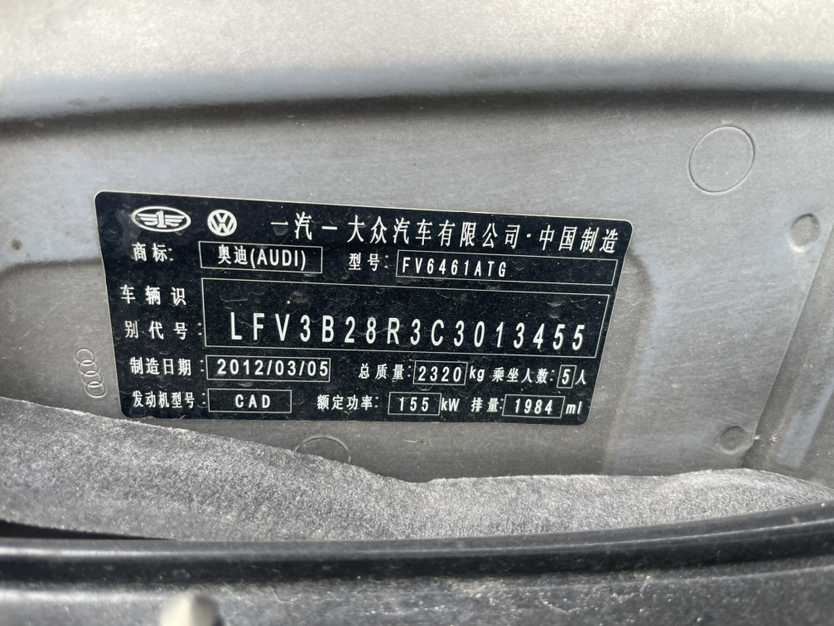 一汽一大众汽车有限公司·中国制造
商标: 奥迪(AUDI) 型号: FV6461ATG
车辆识
别代号: LFV3B28R3C3013455
制造日期: 2012/03/05 总质量: 2320 kg 乘坐人数: 5 人
发动机型号: CAD 额定功率: 155 kW 排量: 1984 ml